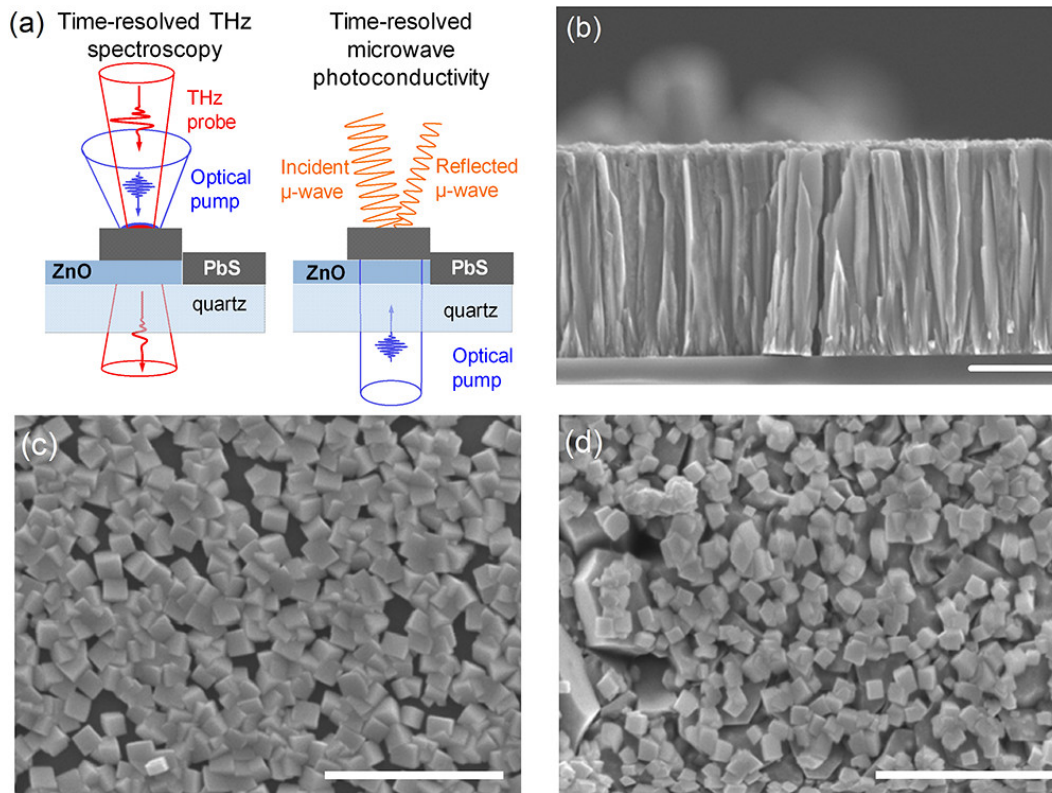 (a)
Time-resolved THz
spectroscopy
THz
probe
Optical
pump
ZnO
PbS
quartz
Time-resolved
microwave
photoconductivity
Incident
μ-wave
Reflected
μ-wave
ZnO
PbS
quartz
Optical
pump
(b)
(c)
(d)